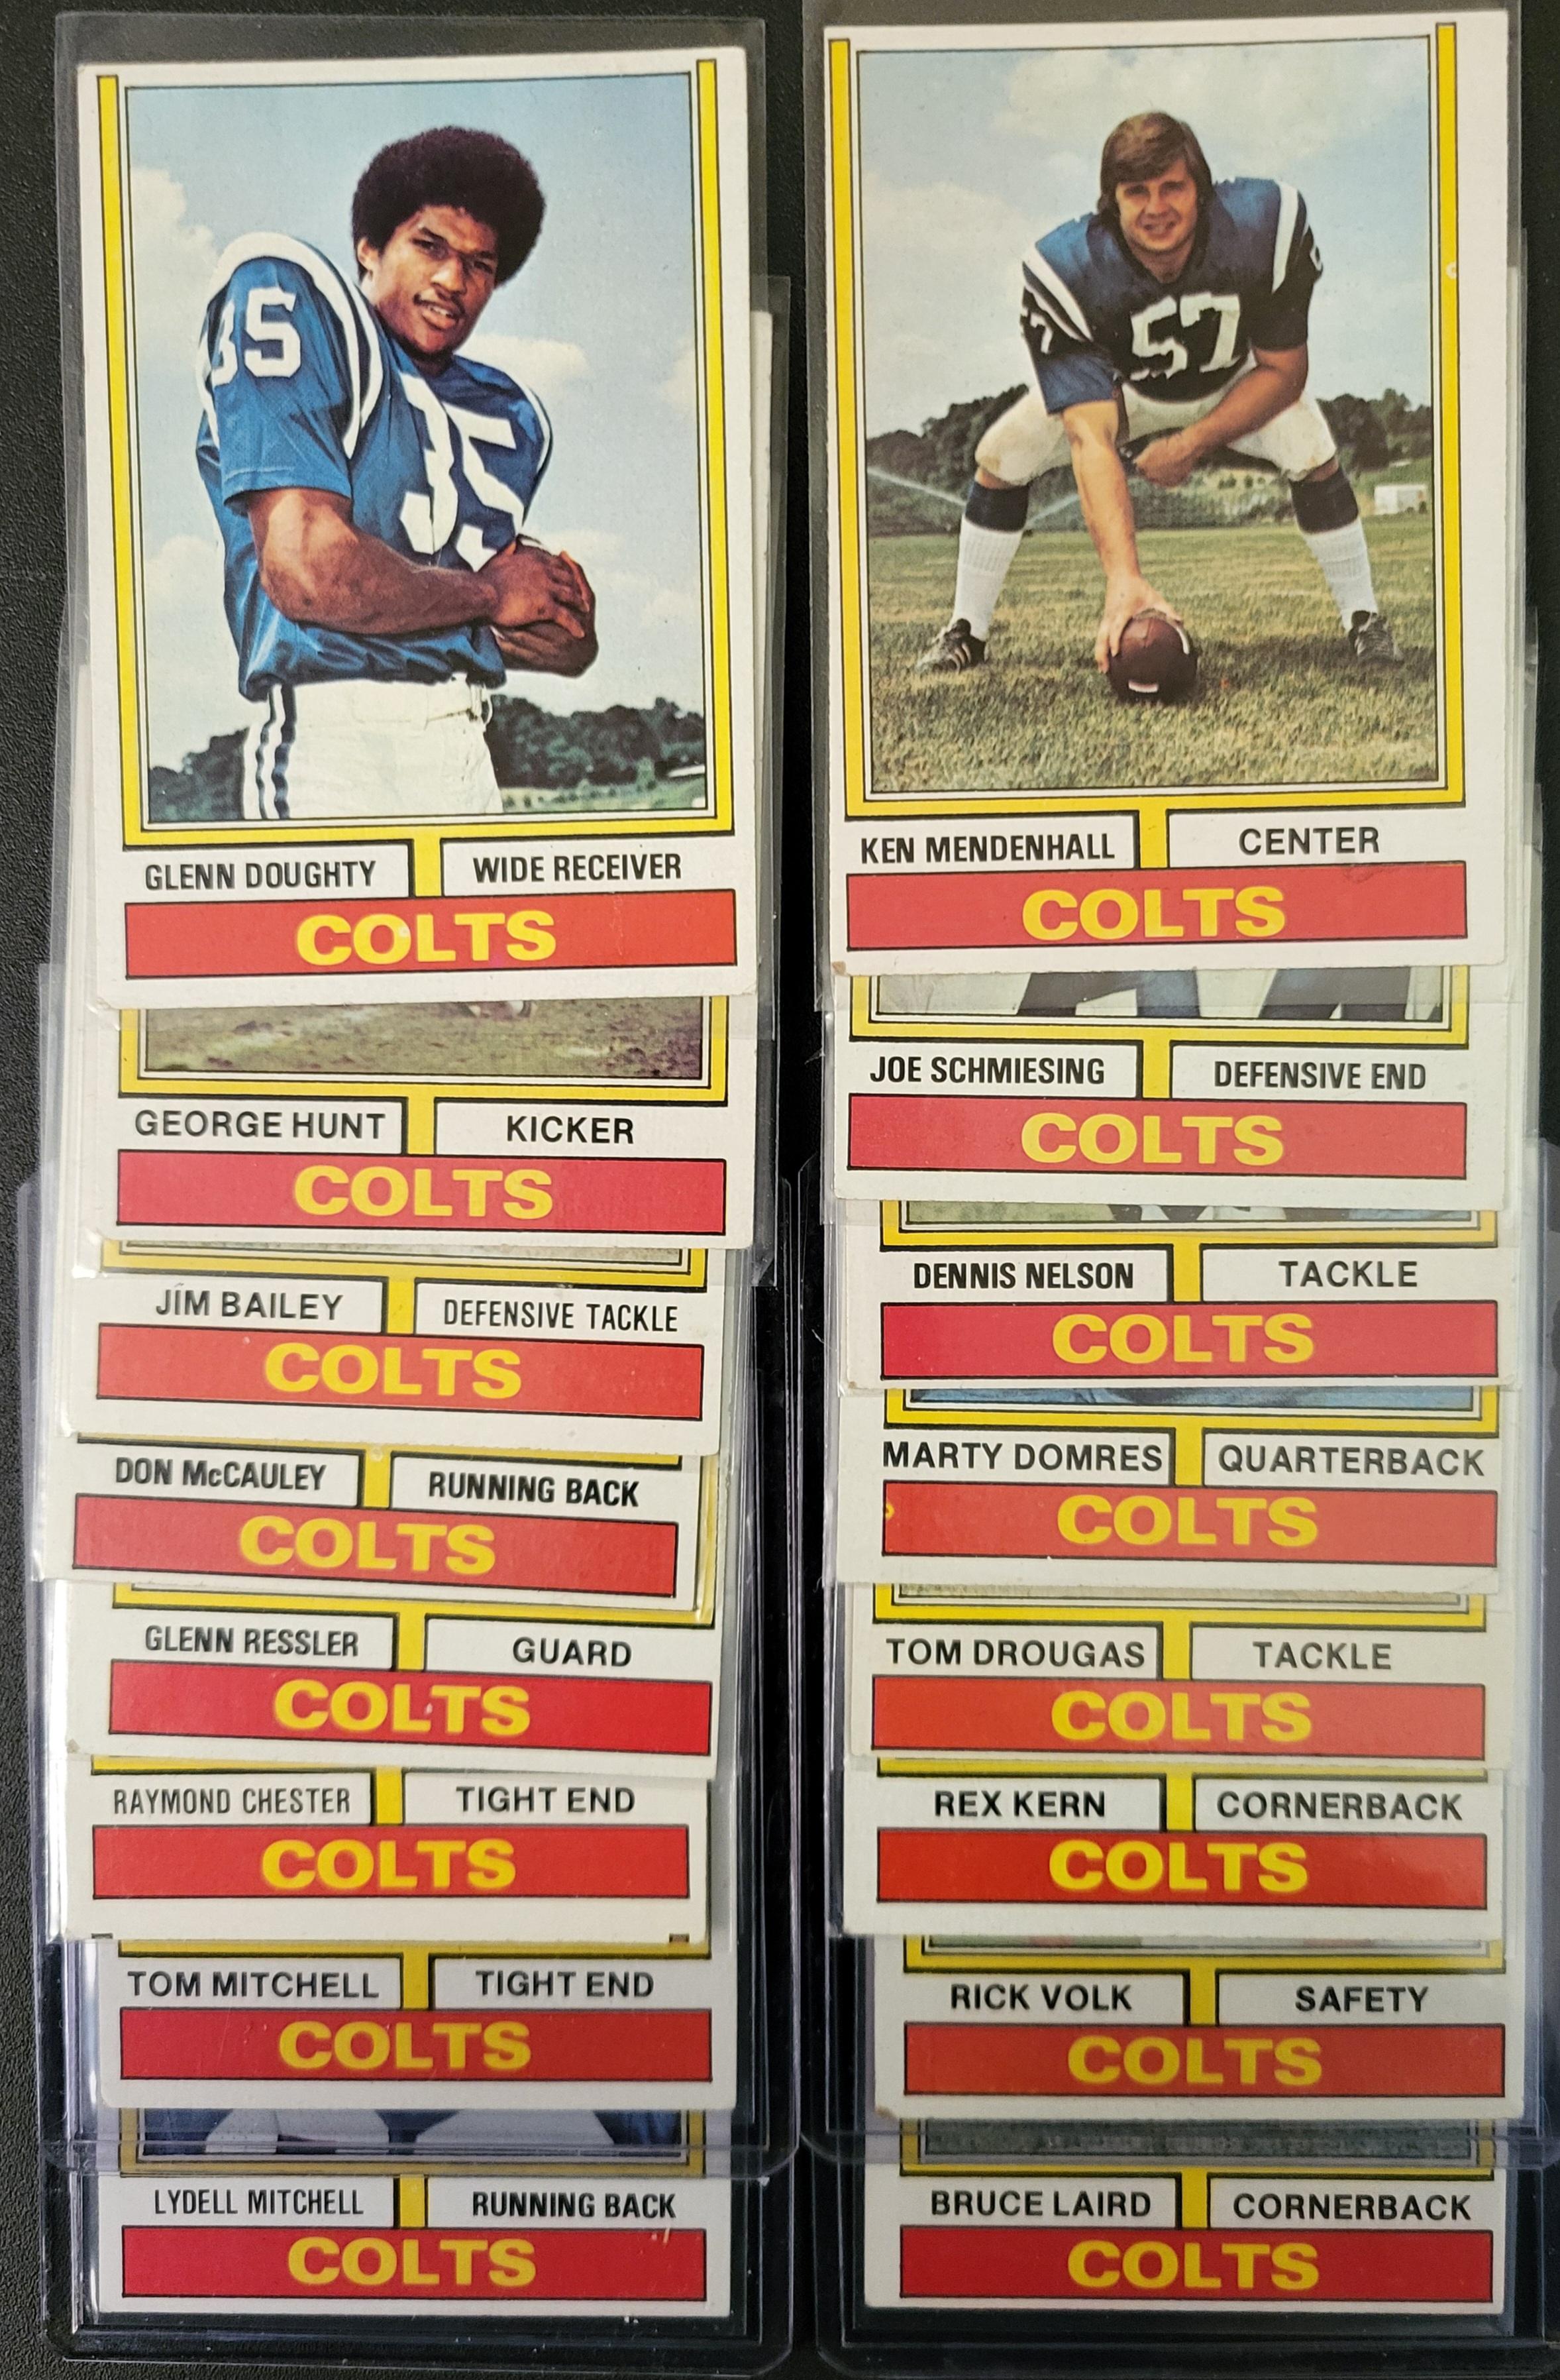 35
35
GLENN DOUGHTY WIDE RECEIVER
COLTS
GEORGE HUNT KICKER
COLTS
JIM BAILEY DEFENSIVE TACKLE
COLTS
DON McCAULEY RUNNING BACK
COLTS
GLENN RESSLER GUARD
COLTS
RAYMOND CHESTER TIGHT END
COLTS
TOM MITCHELL TIGHT END
COLTS
LYDELL MITCHELL RUNNING BACK
COLTS
57
7
KEN MENDENHALL CENTER
COLTS
JOE SCHMIESING DEFENSIVE END
COLTS
DENNIS NELSON TACKLE
COLTS
MARTY DOMRES QUARTERBACK
COLTS
TOM DROUGAS TACKLE
COLTS
REX KERN CORNERBACK
COLTS
RICK VOLK SAFETY
COLTS
BRUCE LAIRD CORNERBACK
COLTS